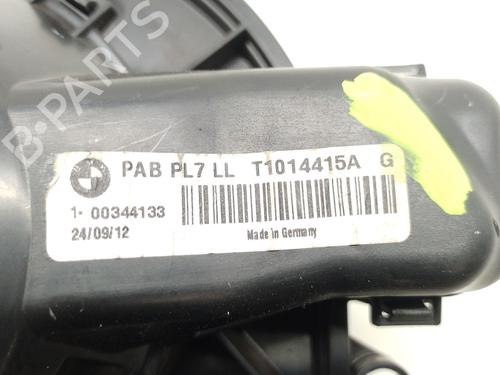 B-PARTS
PAB PL7 LL T1014415A G
1- 00344133
24/09/12
Made in Germany